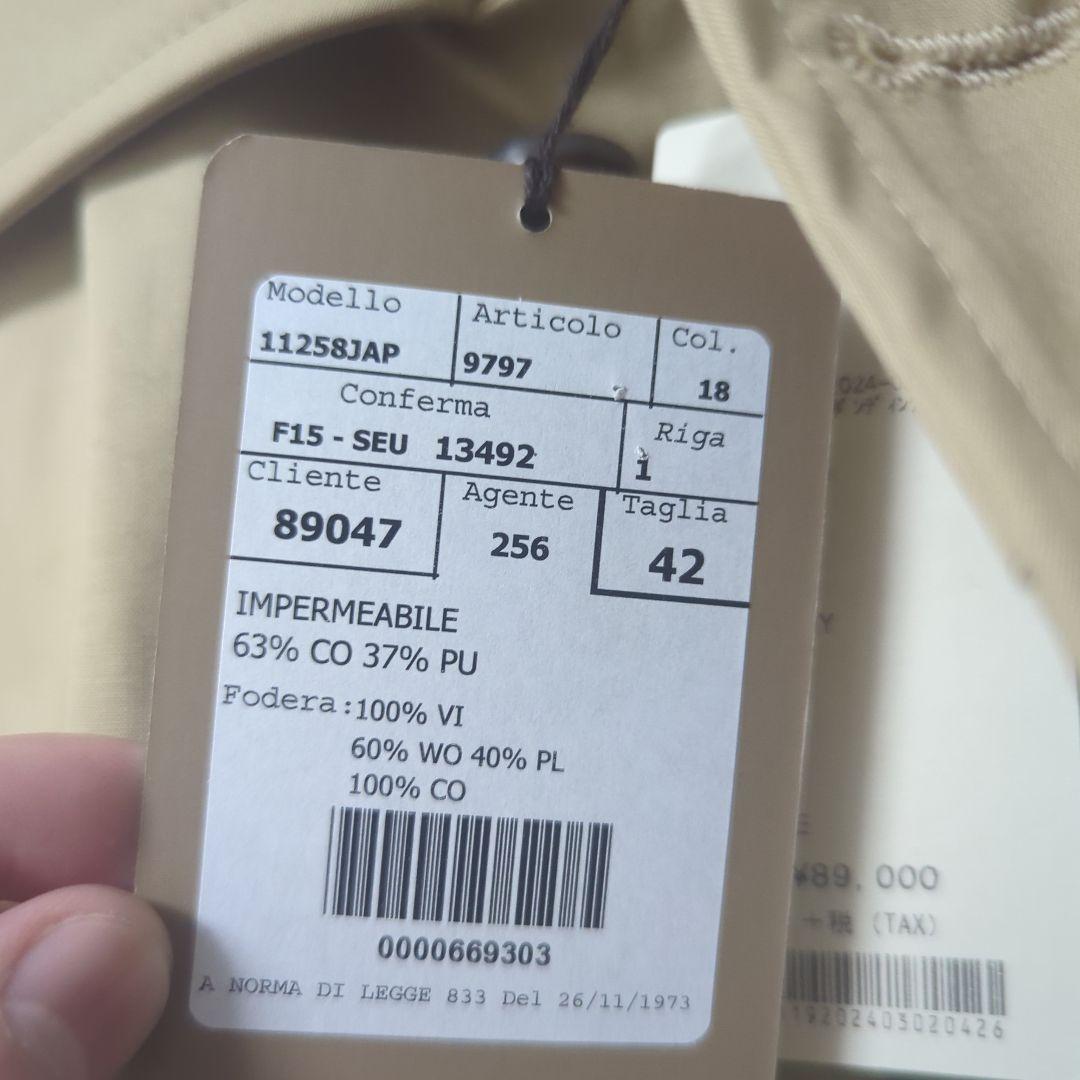 Modello Articolo Col.
11258JAP 9797 18
Conferma Riga
F15 - SEU 13492 1
Cliente Agente Taglia
89047 256 42
IMPERMEABILE
63% CO 37% PU
Fodera: 100% VI
60% WO 40% PL
100% CO
0000669303
A NORMA DI LEGGE 833 Del 26/11/1973
¥89,000
+税 (TAX)